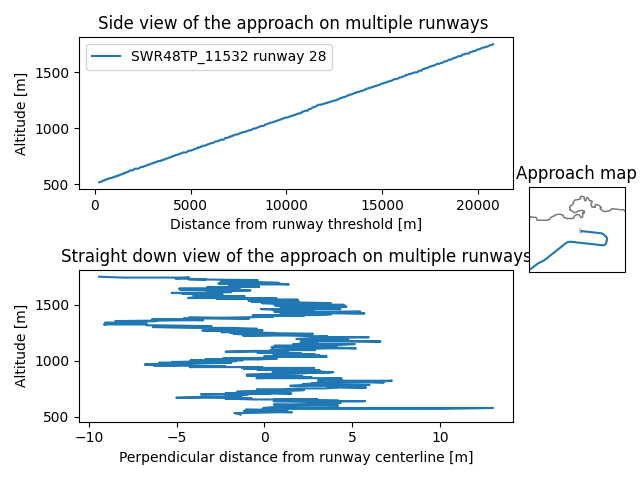 Side view of the approach on multiple runways
SWR48TP_11532 runway 28
Altitude [m]
1500
1000
500
0
5000
10000
15000
20000
Distance from runway threshold [m]
Approach map
Straight down view of the approach on multiple runways
Altitude [m]
1500
1000
500
−10
−5
0
5
10
Perpendicular distance from runway centerline [m]